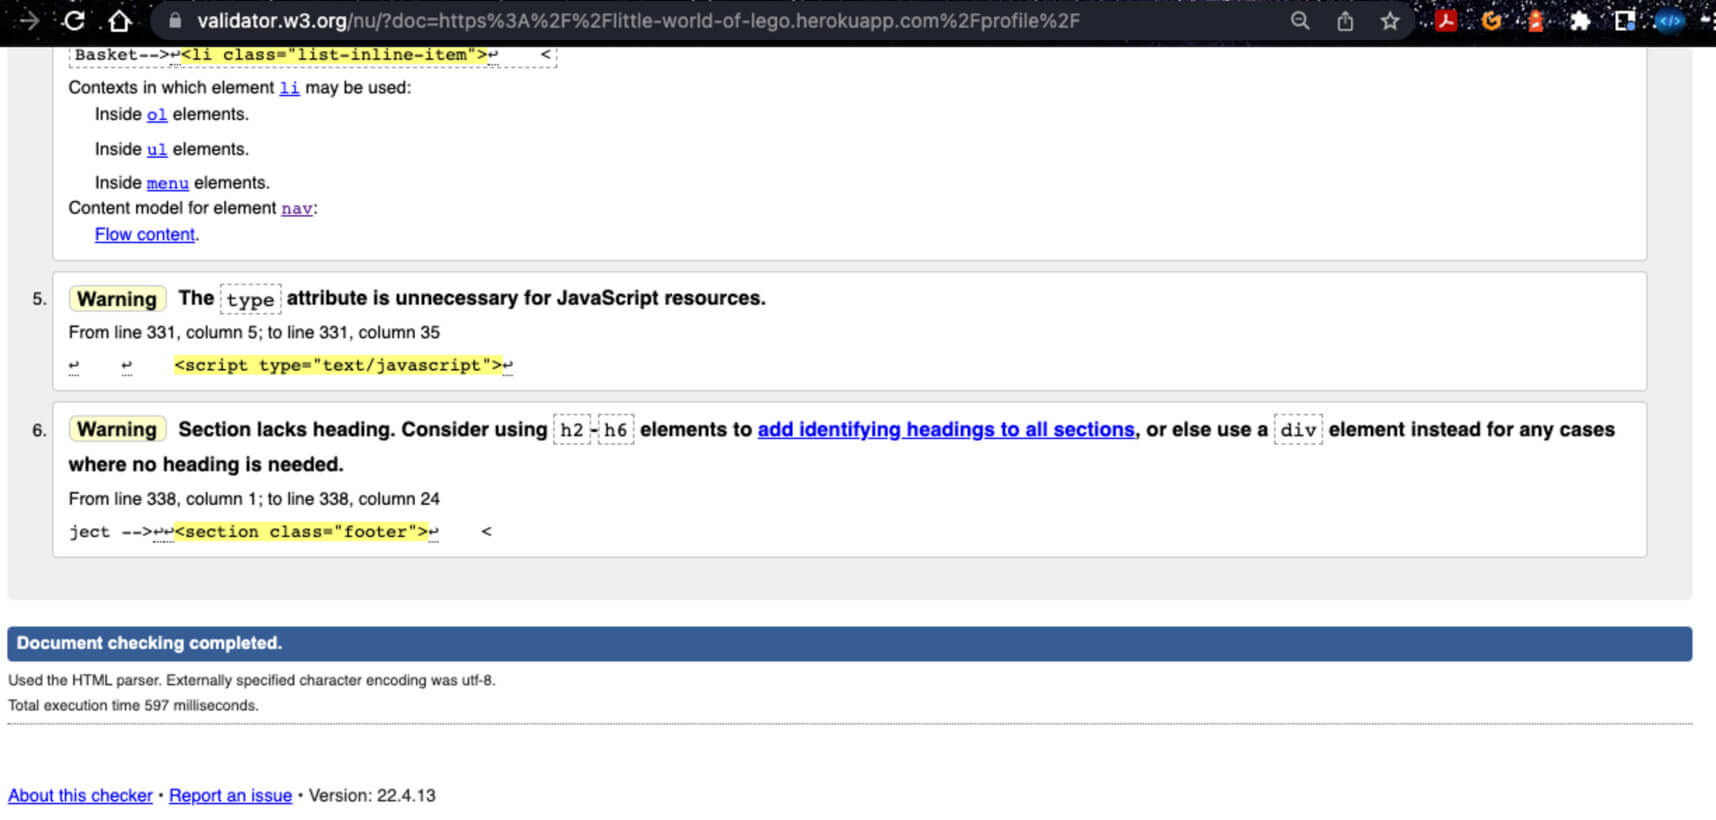 validator.w3.org/nu/?doc=https%3A%2F%2Flittle-world-of-lego.herokuapp.com%2Fprofile%2F
Basket-->↩<li class="list-inline-item">↩ <
Contexts in which element li may be used:
Inside ol elements.
Inside ul elements.
Inside menu elements.
Content model for element nav:
Flow content.
5. Warning The type attribute is unnecessary for JavaScript resources.
From line 331, column 5; to line 331, column 35
↩ ↩ <script type="text/javascript">↩
6. Warning Section lacks heading. Consider using h2-h6 elements to add identifying headings to all sections, or else use a div element instead for any cases
where no heading is needed.
From line 338, column 1; to line 338, column 24
ject -->↩↩<section class="footer">↩ <
Document checking completed.
Used the HTML parser. Externally specified character encoding was utf-8.
Total execution time 597 milliseconds.
About this checker • Report an issue • Version: 22.4.13